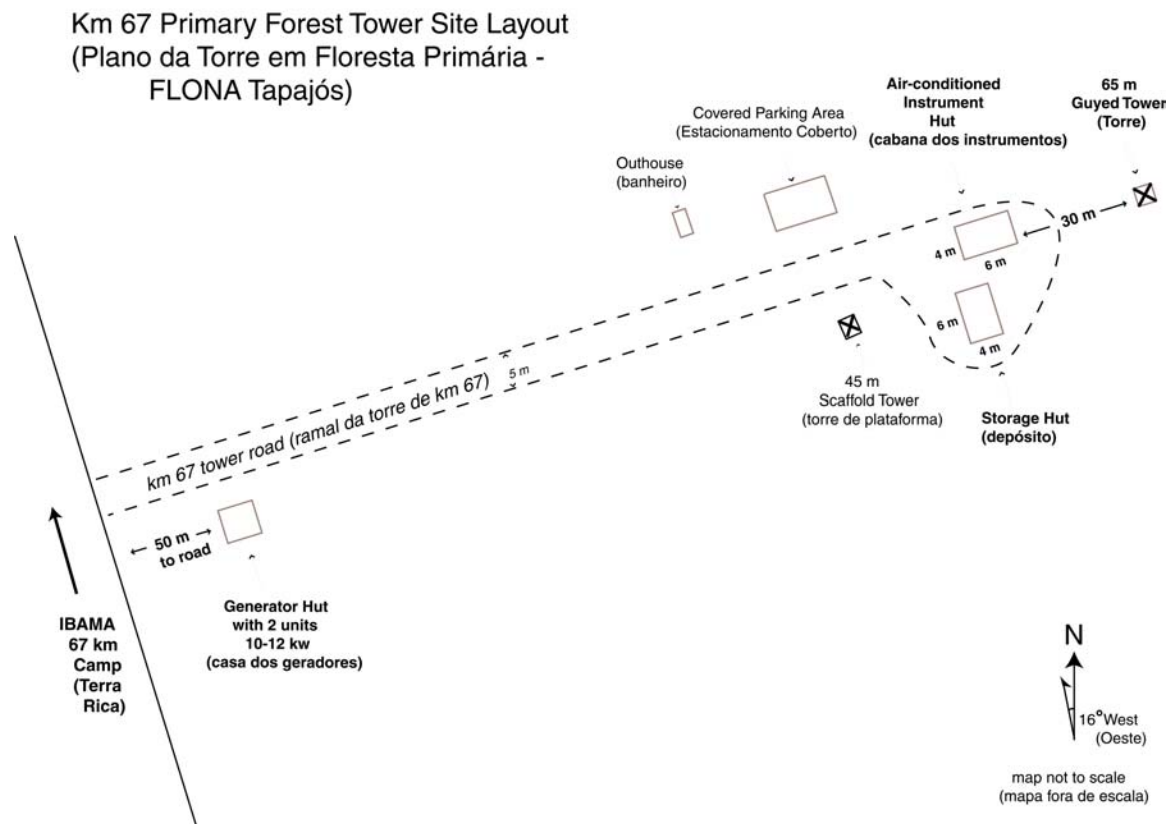 Km 67 Primary Forest Tower Site Layout
(Plano da Torre em Floresta Primária -
FLONA Tapajós)
Outhouse
(banheiro)
Covered Parking Area
(Estacionamento Coberto)
Air-conditioned
Instrument
Hut
(cabana dos instrumentos)
65 m
Guyed Tower
(Torre)
30 m
4 m
6 m
6 m
4 m
Storage Hut
(depósito)
45 m
Scaffold Tower
(torre de plataforma)
5 m
km 67 tower road (ramal da torre de km 67)
50 m
to road
Generator Hut
with 2 units
10-12 kw
(casa dos geradores)
IBAMA
67 km
Camp
(Terra
Rica)
N
16°West
(Oeste)
map not to scale
(mapa fora de escala)